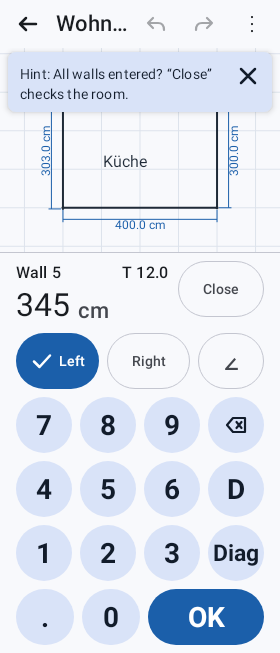 Wohn...
Hint: All walls entered? “Close”
checks the room.
303.0 cm
300.0 cm
Küche
400.0 cm
Wall 5
T 12.0
345 cm
Close
Left
Right
7
8
9
4
5
6
D
1
2
3
Diag
.
0
OK